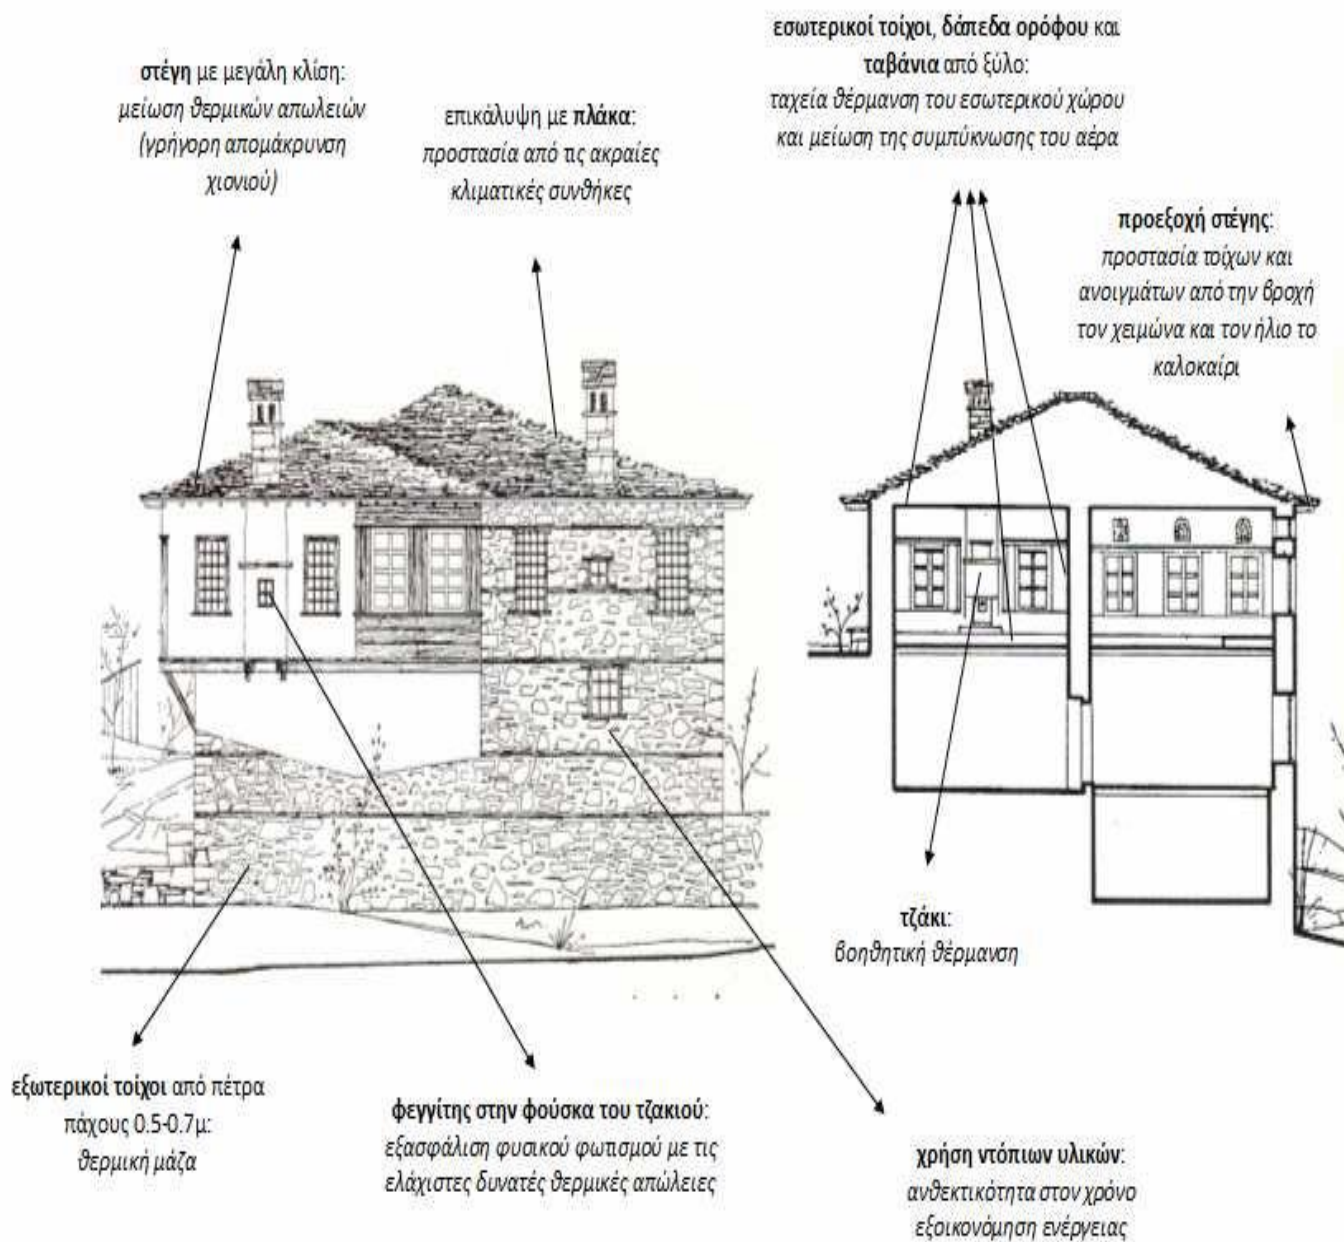 στέγη με μεγάλη κλίση:
μείωση θερμικών απωλειών
(γρήγορη απομάκρυνση
χιονιού)
επικάλυψη με πλάκα:
προστασία από τις ακραίες
κλιματικές συνθήκες
εσωτερικοί τοίχοι, δάπεδα ορόφου και
ταβάνια από ξύλο:
ταχεία θέρμανση του εσωτερικού χώρου
και μείωση της συμπύκνωσης του αέρα
προεξοχή στέγης:
προστασία τοίχων και
ανοιγμάτων από την βροχή
τον χειμώνα και τον ήλιο το
καλοκαίρι
τζάκι:
βοηθητική θέρμανση
εξωτερικοί τοίχοι από πέτρα
πάχους 0.5-0.7μ:
θερμική μάζα
φεγγίτης στην φούσκα του τζακιού:
εξασφάλιση φυσικού φωτισμού με τις
ελάχιστες δυνατές θερμικές απώλειες
χρήση ντόπιων υλικών:
ανθεκτικότητα στον χρόνο
εξοικονόμηση ενέργειας